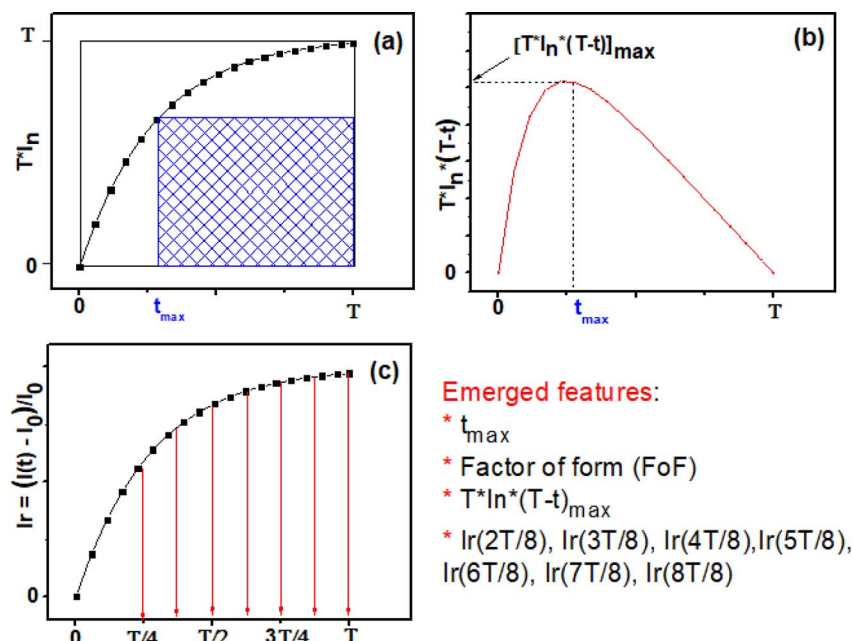 (a)
T
T*In
0
0
tmax
T
(b)
[T*In*(T-t)]max
T*In*(T-t)
0
0
tmax
T
(c)
Ir = (I(t) - I0)/I0
0
0
T/4
T/2
3T/4
T
Emerged features:
* tmax
* Factor of form (FoF)
* T*In*(T-t)max
* Ir(2T/8), Ir(3T/8), Ir(4T/8),Ir(5T/8),
Ir(6T/8), Ir(7T/8), Ir(8T/8)